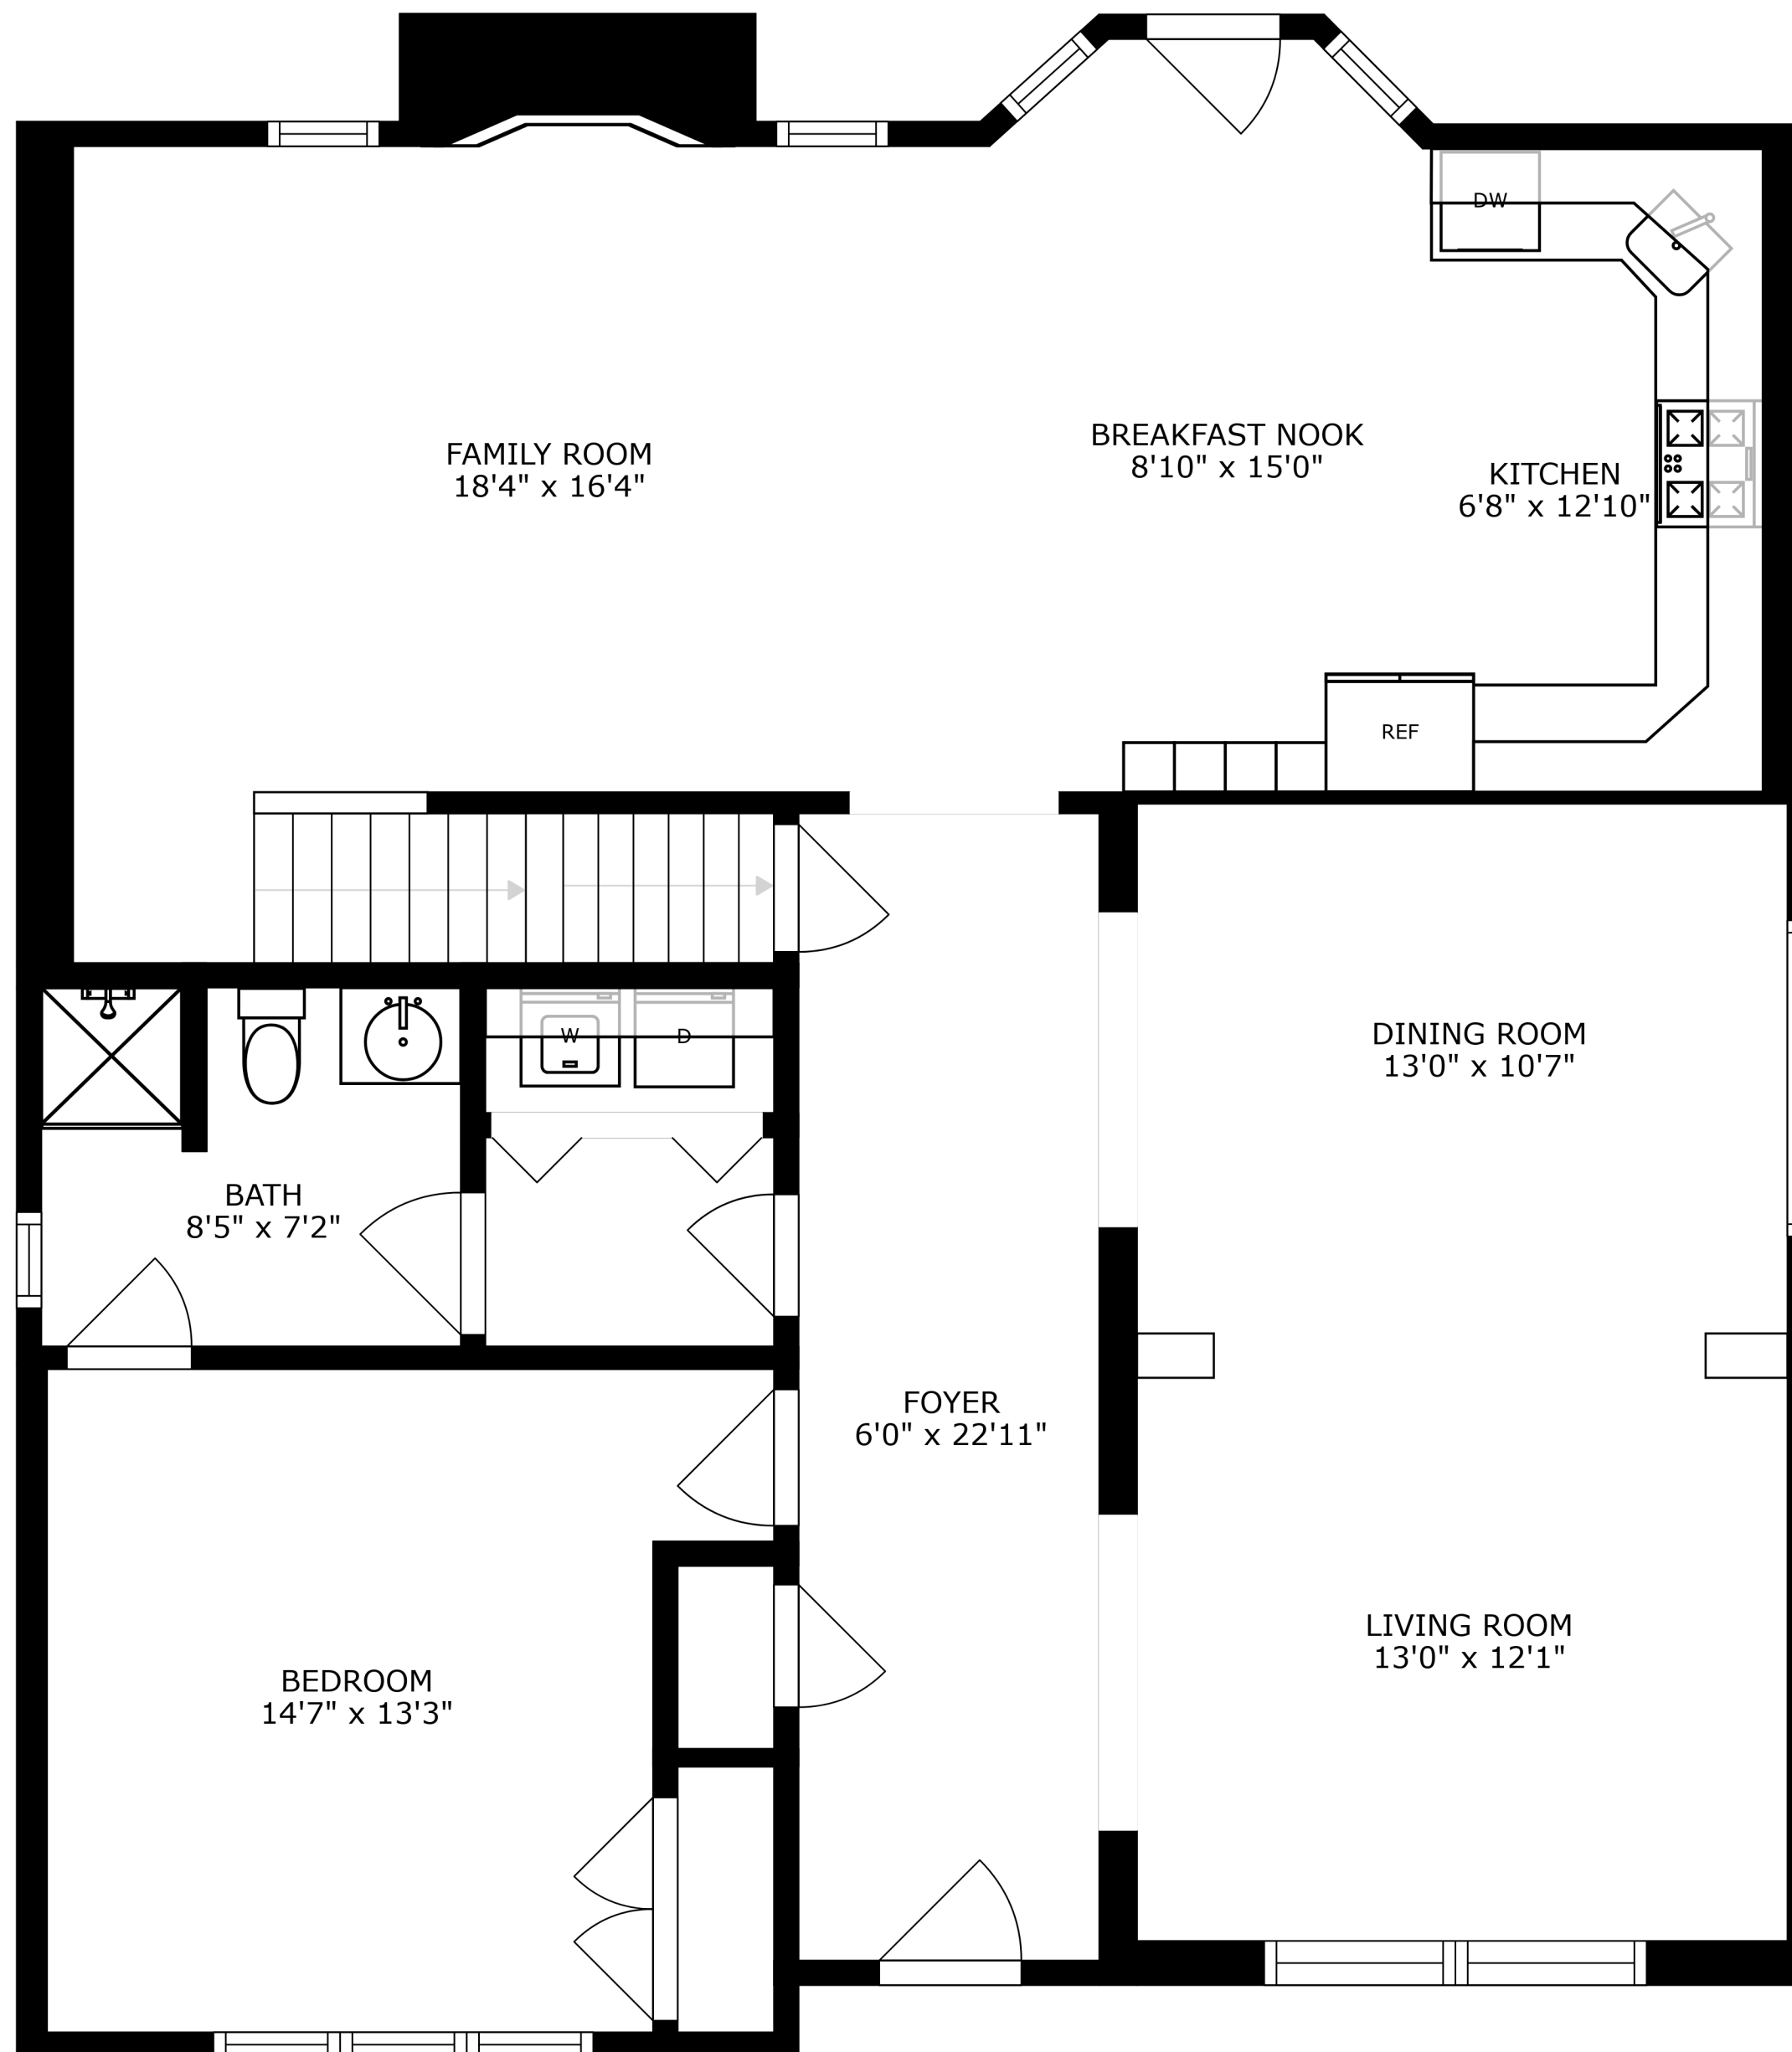 DW
FAMILY ROOM
18'4" x 16'4"
BREAKFAST NOOK
8'10" x 15'0"
KITCHEN
6'8" x 12'10"
REF
W
D
DINING ROOM
13'0" x 10'7"
BATH
8'5" x 7'2"
FOYER
6'0" x 22'11"
LIVING ROOM
13'0" x 12'1"
BEDROOM
14'7" x 13'3"